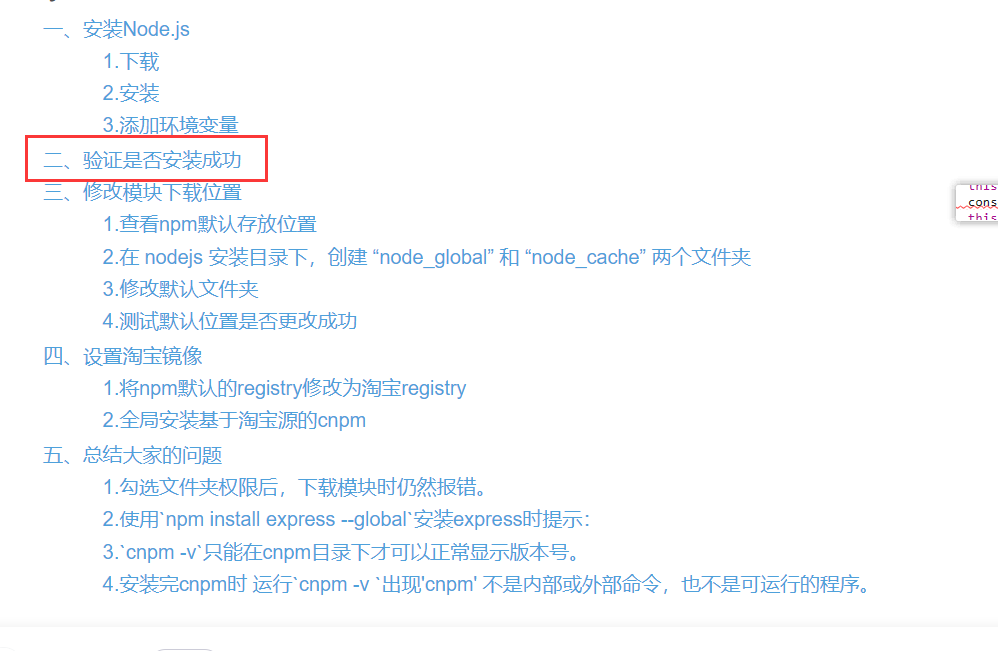 一、安装Node.js
1.下载
2.安装
3.添加环境变量
二、验证是否安装成功
三、修改模块下载位置
1.查看npm默认存放位置
2.在 nodejs 安装目录下，创建 “node_global” 和 “node_cache” 两个文件夹
3.修改默认文件夹
4.测试默认位置是否更改成功
四、设置淘宝镜像
1.将npm默认的registry修改为淘宝registry
2.全局安装基于淘宝源的cnpm
五、总结大家的问题
1.勾选文件夹权限后，下载模块时仍然报错。
2.使用`npm install express --global`安装express时提示：
3.`cnpm -v`只能在cnpm目录下才可以正常显示版本号。
4.安装完cnpm时 运行`cnpm -v `出现'cnpm' 不是内部或外部命令，也不是可运行的程序。
this
cons
this